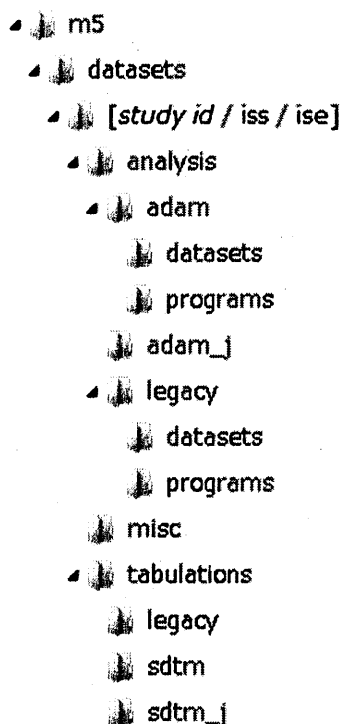 m5
datasets
[study id / iss / ise]
analysis
adam
datasets
programs
adam_j
legacy
datasets
programs
misc
tabulations
legacy
sdtm
sdtm_j